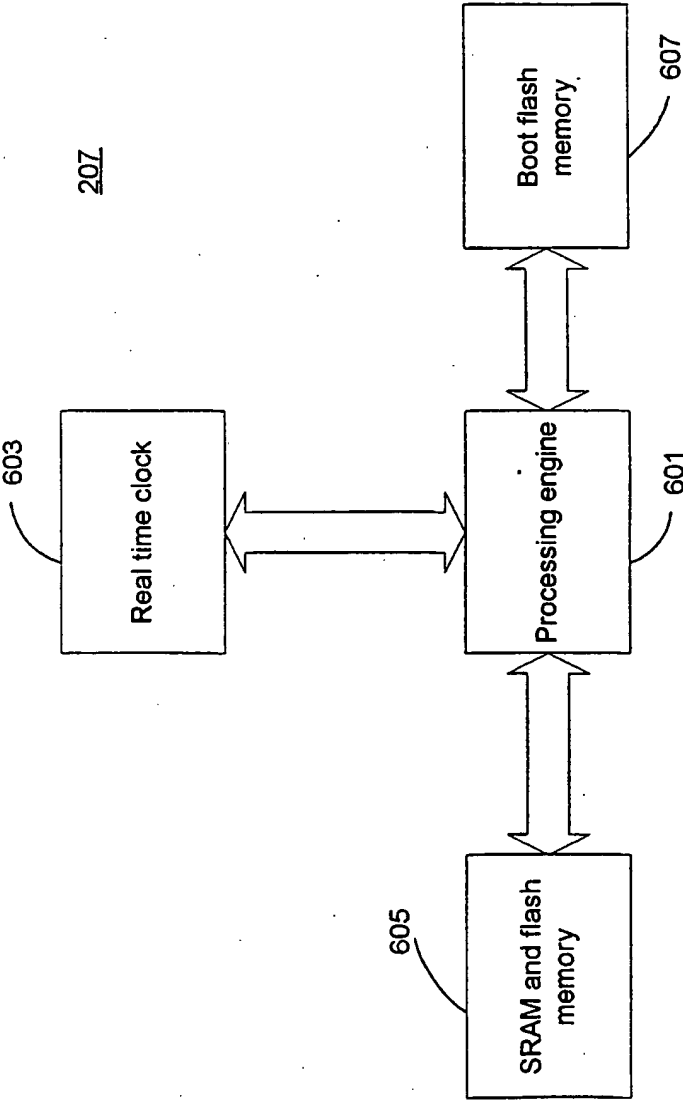 207
603
Real time clock
605
SRAM and flash
memory
Processing engine
601
Boot flash
memory
607